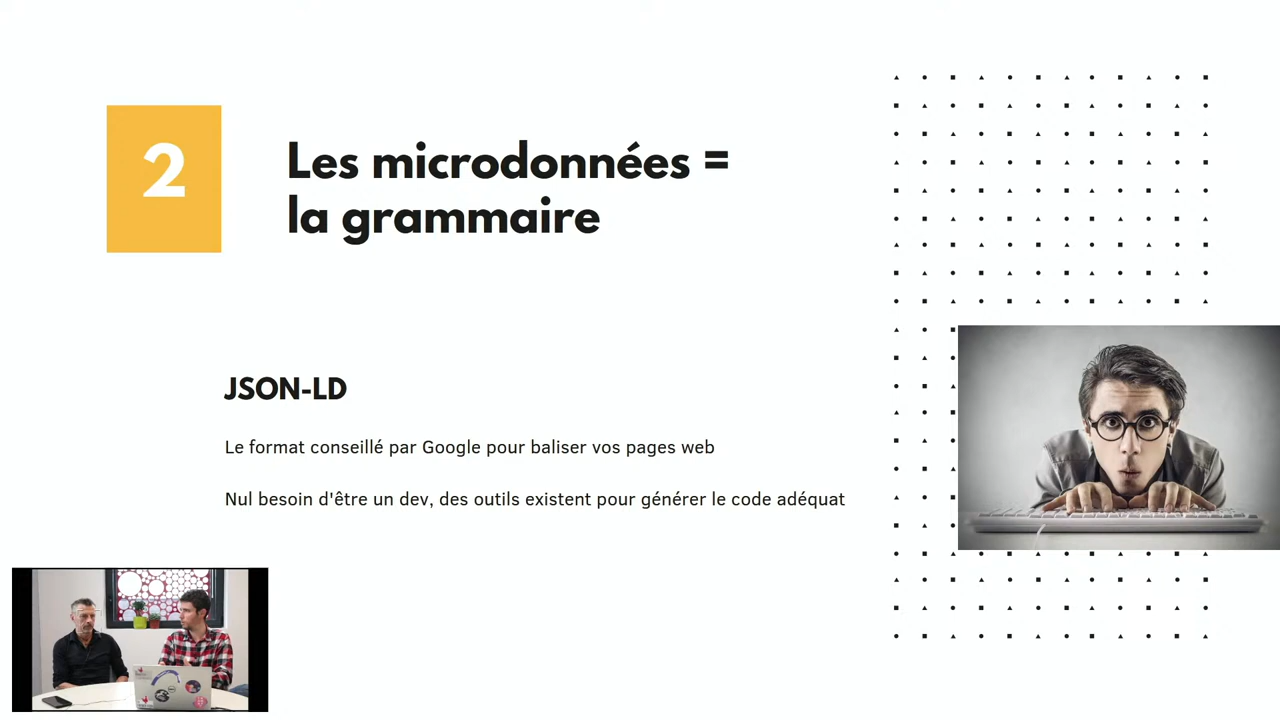 2
Les microdonnées =
la grammaire
JSON-LD
Le format conseillé par Google pour baliser vos pages web
Nul besoin d'être un dev, des outils existent pour générer le code adéquat